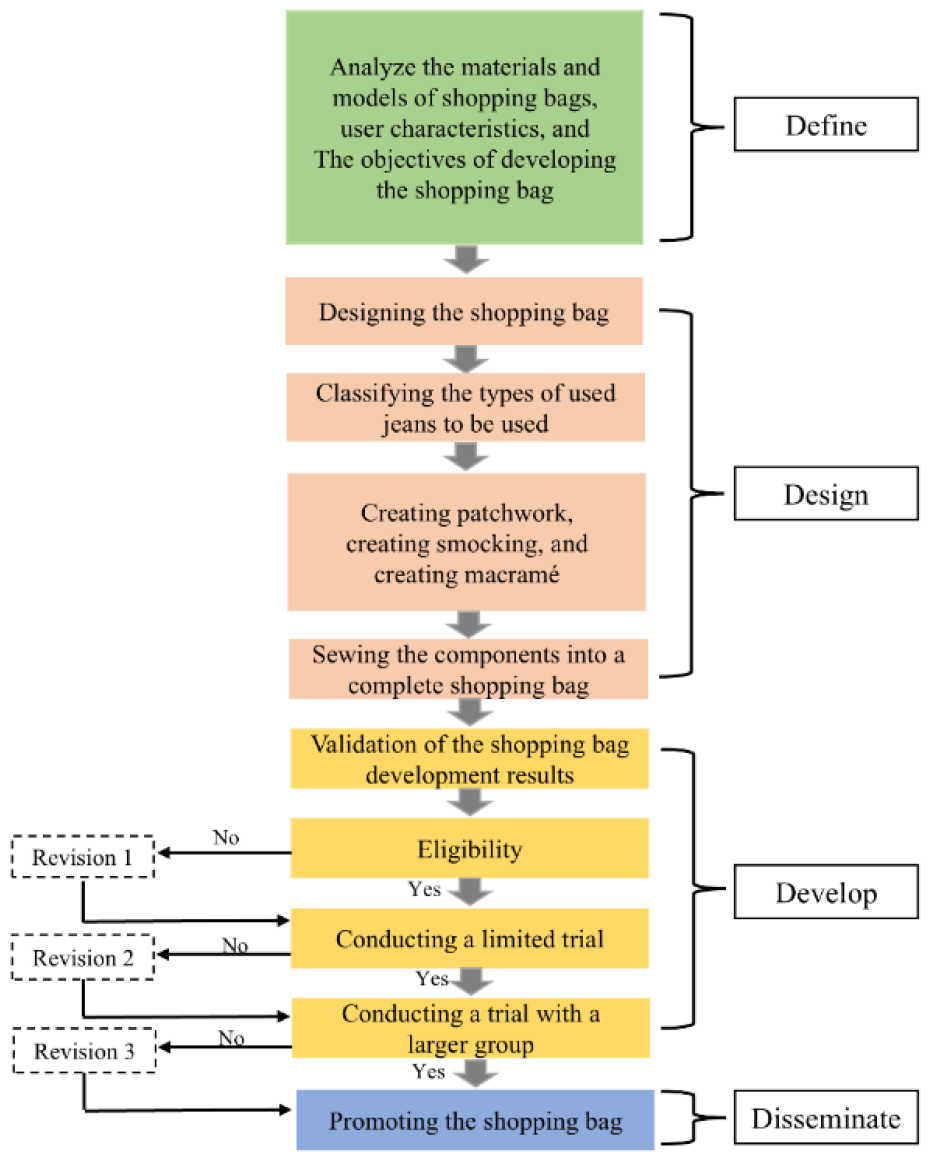 Analyze the materials and
models of shopping bags,
user characteristics, and
The objectives of developing
the shopping bag
Define
Designing the shopping bag
Classifying the types of used
jeans to be used
Design
Creating patchwork,
creating smocking, and
creating macramé
Sewing the components into a
complete shopping bag
Validation of the shopping bag
development results
No
Revision 1
Eligibility
Yes
Develop
Conducting a limited trial
No
Revision 2
Yes
Conducting a trial with a
larger group
No
Revision 3
Yes
Promoting the shopping bag
Disseminate